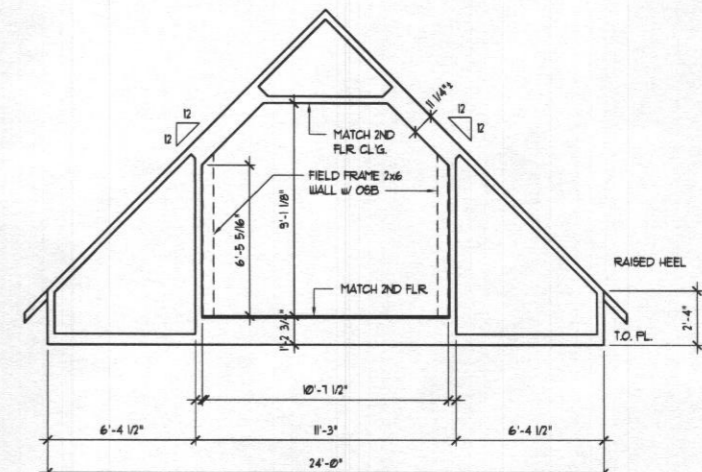 12
12
12
12
11 1/4"±
MATCH 2ND
FLR. CL'G.
FIELD FRAME 2x6
WALL W/ OSB
9'-1 1/8"
6'-5 5/16"
MATCH 2ND FLR.
1'-2 3/4"
RAISED HEEL
2'-4"
T.O. PL.
10'-7 1/2"
6'-4 1/2"
11'-3"
6'-4 1/2"
24'-0"